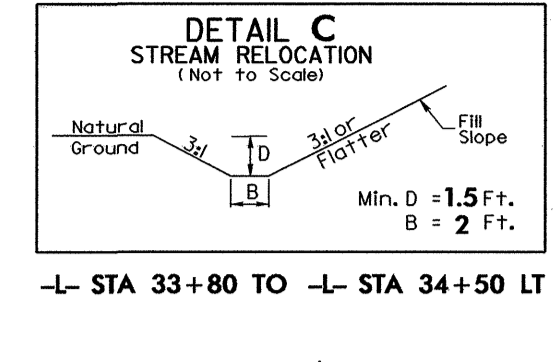 DETAIL C
STREAM RELOCATION
(Not to Scale)
Natural
Ground
3:1
D
B
3:1 or
Flatter
Fill
Slope
Min. D = 1.5 Ft.
B = 2 Ft.
-L- STA 33+80 TO -L- STA 34+50 LT